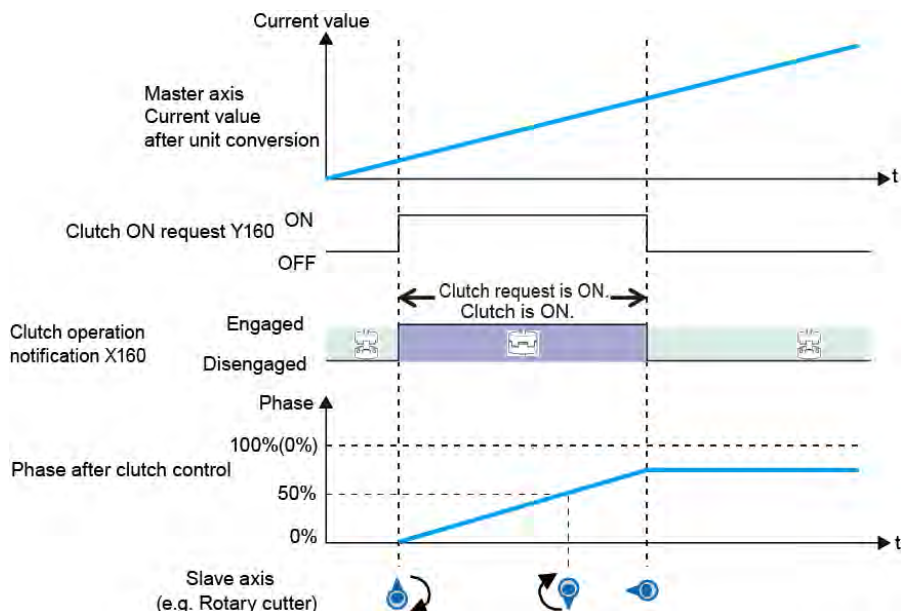 Current value
Master axis
Current value
after unit conversion
t
Clutch ON request Y160
ON
OFF
Clutch request is ON.
Clutch is ON.
Clutch operation
notification X160
Engaged
Disengaged
Phase
100%(0%)
Phase after clutch control
50%
0%
t
Slave axis
(e.g. Rotary cutter)